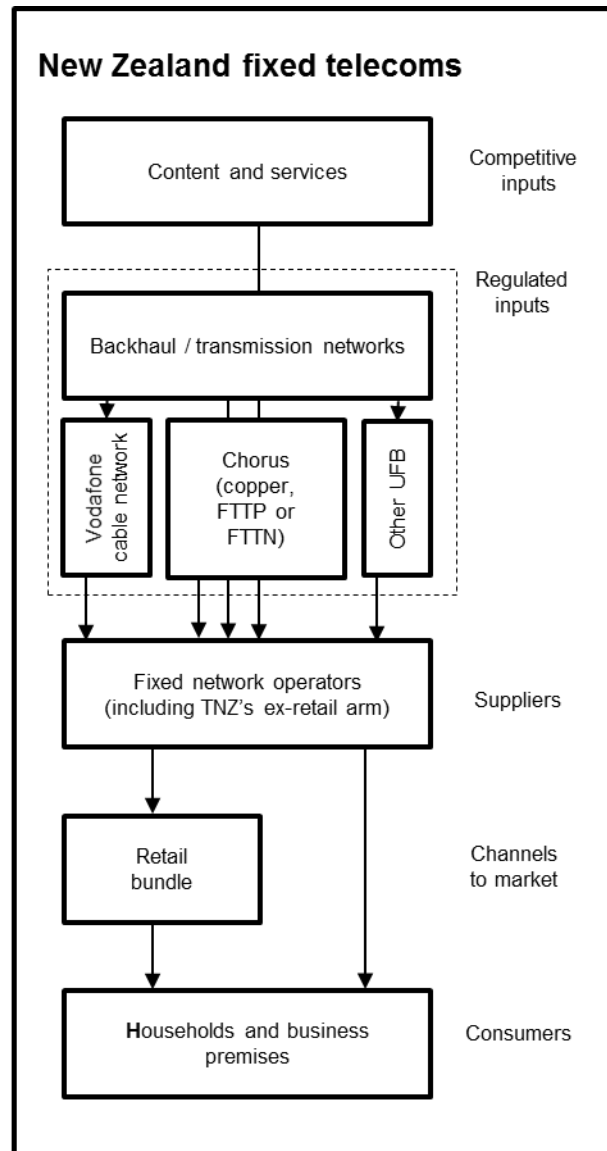 New Zealand fixed telecoms
Content and services
Competitive
inputs
Regulated
inputs
Backhaul / transmission networks
Vodafone
cable network
Chorus
(copper,
FTTP or
FTTN)
Other UFB
Fixed network operators
(including TNZ's ex-retail arm)
Suppliers
Retail
bundle
Channels
to market
Households and business
premises
Consumers